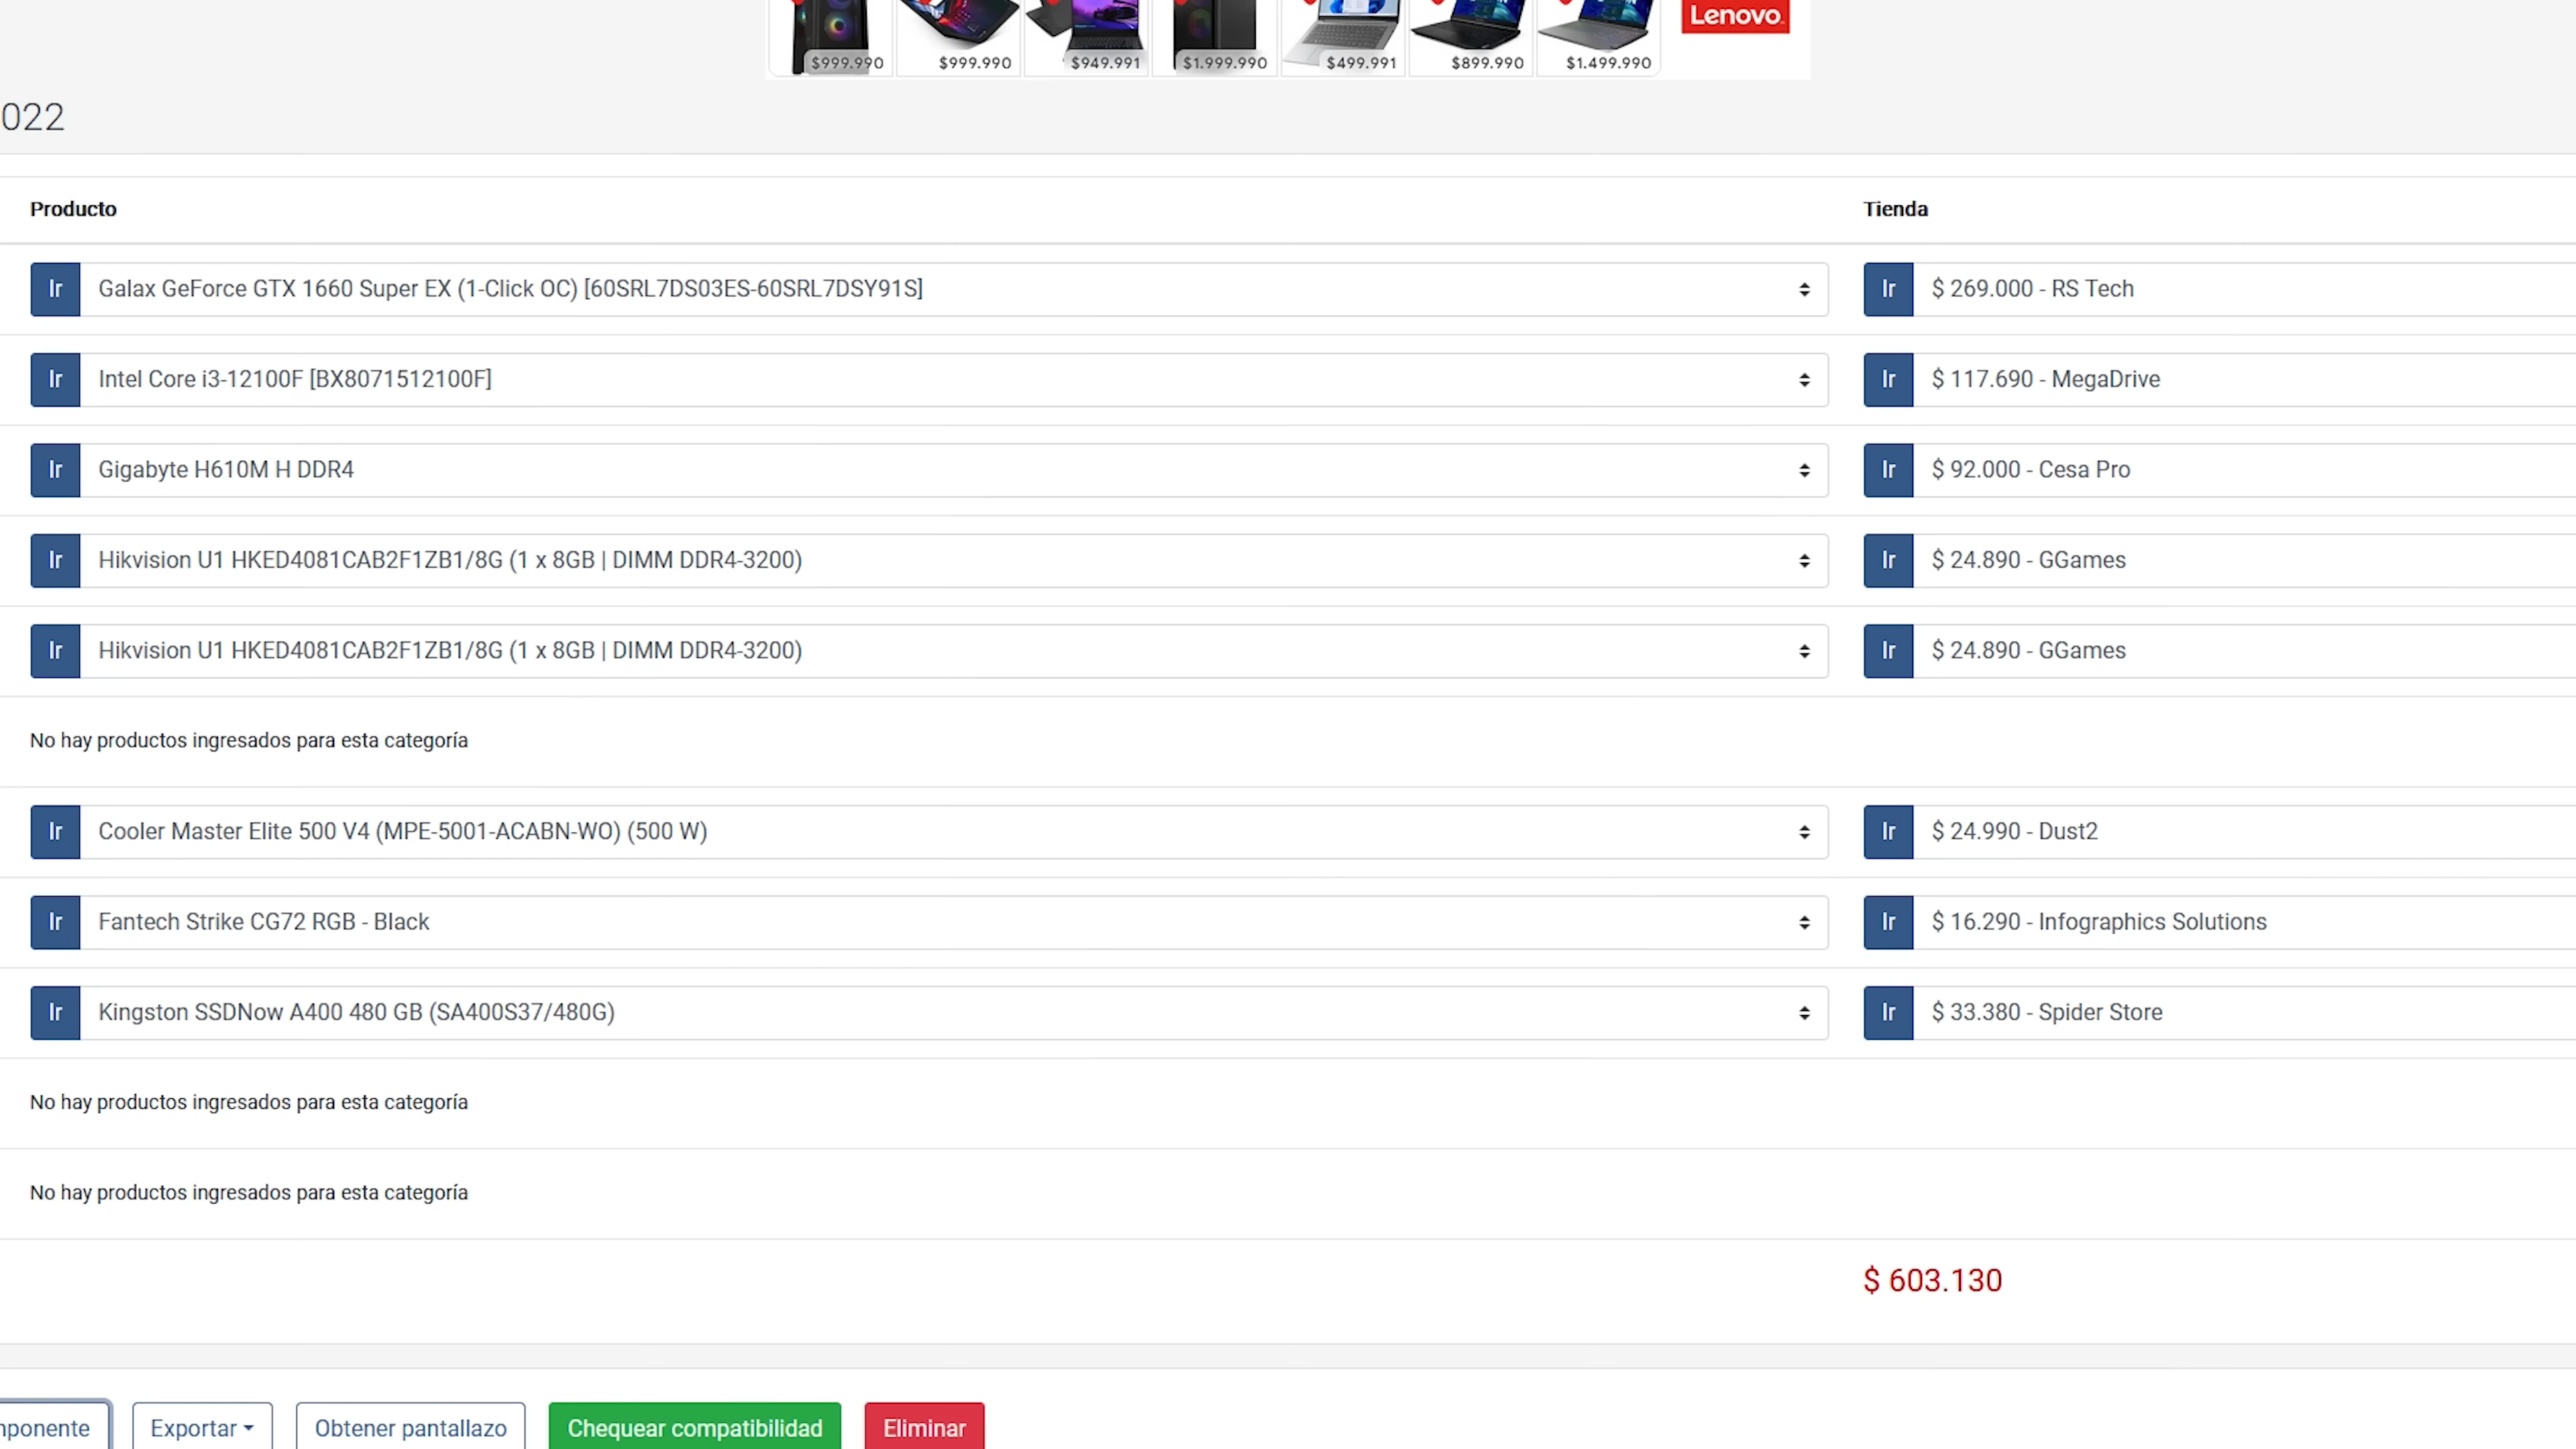 $999.990 $999.990 $949.991 $1.999.990 $499.991 $899.990 $1.499.990 Lenovo
022
Producto Tienda
Ir Galax GeForce GTX 1660 Super EX (1-Click OC) [60SRL7DS03ES-60SRL7DSY91S] Ir $ 269.000 - RS Tech
Ir Intel Core i3-12100F [BX8071512100F] Ir $ 117.690 - MegaDrive
Ir Gigabyte H610M H DDR4 Ir $ 92.000 - Cesa Pro
Ir Hikvision U1 HKED4081CAB2F1ZB1/8G (1 x 8GB | DIMM DDR4-3200) Ir $ 24.890 - GGames
Ir Hikvision U1 HKED4081CAB2F1ZB1/8G (1 x 8GB | DIMM DDR4-3200) Ir $ 24.890 - GGames
No hay productos ingresados para esta categoría
Ir Cooler Master Elite 500 V4 (MPE-5001-ACABN-WO) (500 W) Ir $ 24.990 - Dust2
Ir Fantech Strike CG72 RGB - Black Ir $ 16.290 - Infographics Solutions
Ir Kingston SSDNow A400 480 GB (SA400S37/480G) Ir $ 33.380 - Spider Store
No hay productos ingresados para esta categoría
No hay productos ingresados para esta categoría
$ 603.130
mponente Exportar Obtener pantallazo Chequear compatibilidad Eliminar